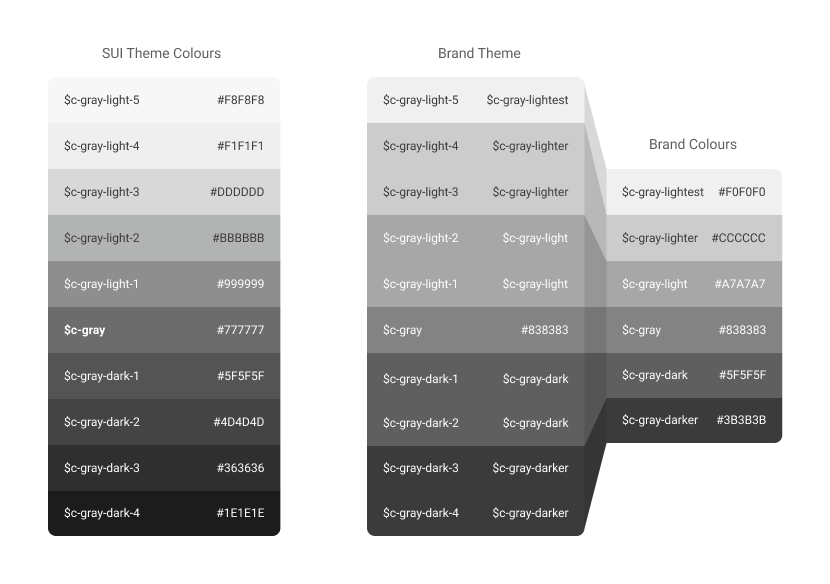 SUI Theme Colours
$c-gray-light-5 #F8F8F8
$c-gray-light-4 #F1F1F1
$c-gray-light-3 #DDDDDD
$c-gray-light-2 #BBBBBB
$c-gray-light-1 #999999
$c-gray #777777
$c-gray-dark-1 #5F5F5F
$c-gray-dark-2 #4D4D4D
$c-gray-dark-3 #363636
$c-gray-dark-4 #1E1E1E
Brand Theme
$c-gray-light-5 $c-gray-lightest
$c-gray-light-4 $c-gray-lighter
$c-gray-light-3 $c-gray-lighter
$c-gray-light-2 $c-gray-light
$c-gray-light-1 $c-gray-light
$c-gray #838383
$c-gray-dark-1 $c-gray-dark
$c-gray-dark-2 $c-gray-dark
$c-gray-dark-3 $c-gray-darker
$c-gray-dark-4 $c-gray-darker
Brand Colours
$c-gray-lightest #F0F0F0
$c-gray-lighter #CCCCCC
$c-gray-light #A7A7A7
$c-gray #838383
$c-gray-dark #5F5F5F
$c-gray-darker #3B3B3B